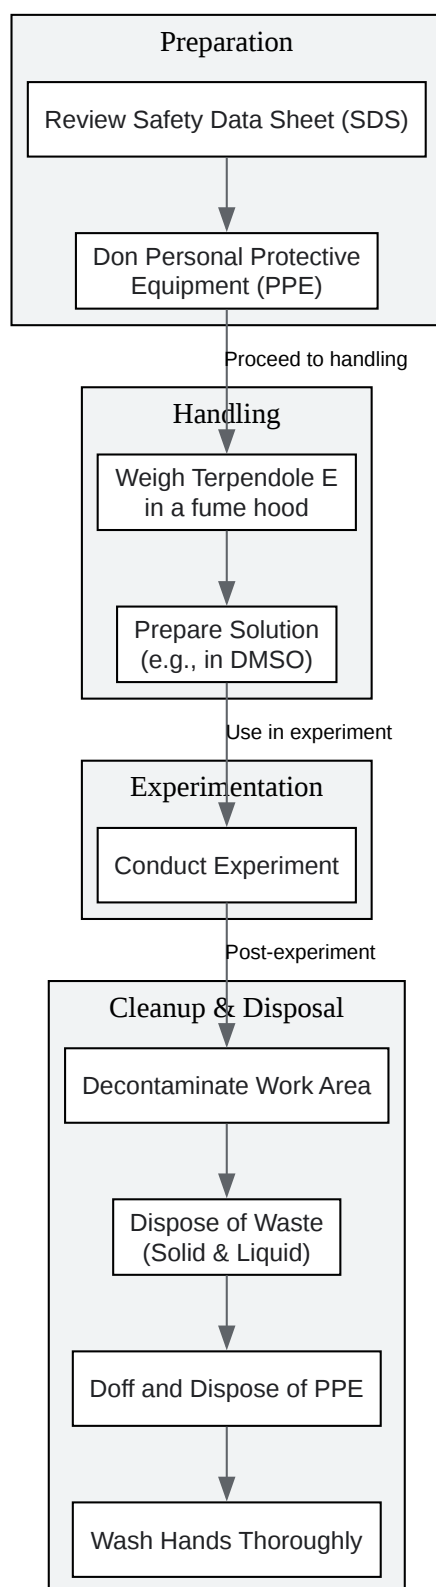 Preparation
Review Safety Data Sheet (SDS)
Don Personal Protective
Equipment (PPE)
Proceed to handling
Handling
Weigh Terpendole E
in a fume hood
Prepare Solution
(e.g., in DMSO)
Use in experiment
Experimentation
Conduct Experiment
Post-experiment
Cleanup & Disposal
Decontaminate Work Area
Dispose of Waste
(Solid & Liquid)
Doff and Dispose of PPE
Wash Hands Thoroughly